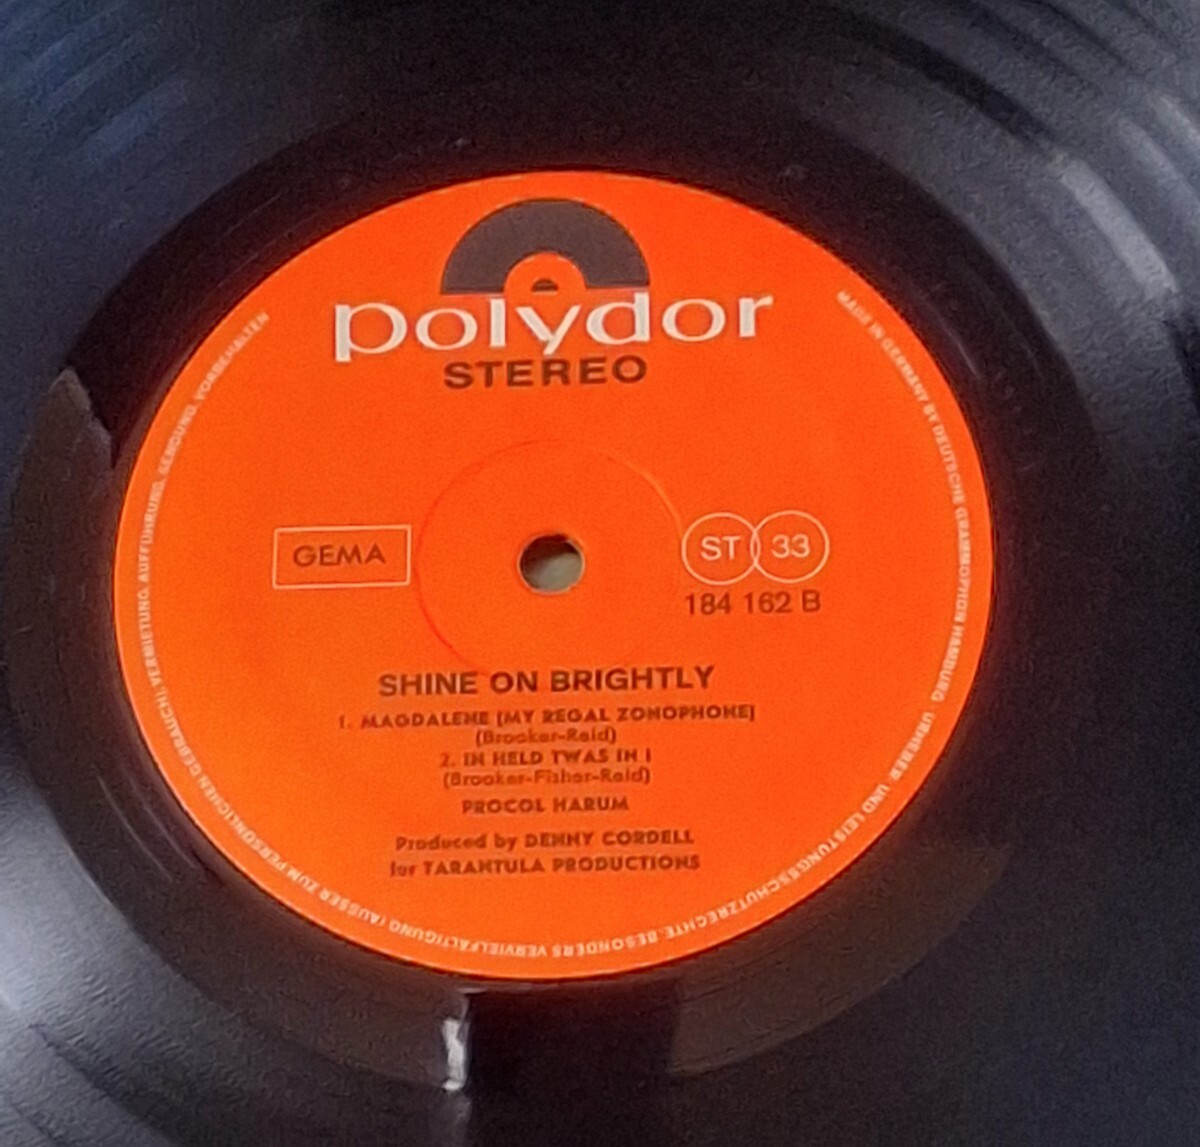 polydor
STEREO
GEMA
ST 33
184 162 B
SHINE ON BRIGHTLY
1. MAGDALENE (MY REGAL ZONOPHONE)
(Brooker-Reid)
2. IN HELD TWAS IN I
(Brooker-Fisher-Reid)
PROCOL HARUM
Produced by DENNY CORDELL
for TARANTULA PRODUCTIONS
MADE IN GERMANY BY DEUTSCHE GRAMMOPHON HAMBURG · URHEBER- UND LEISTUNGSSCHUTZRECHTE, BESONDERS VERVIELFÄLTIGUNG (AUSSER ZUM PERSÖNLICHEN GEBRAUCH), VERMIETUNG, AUFFÜHRUNG, SENDUNG, VORBEHALTEN